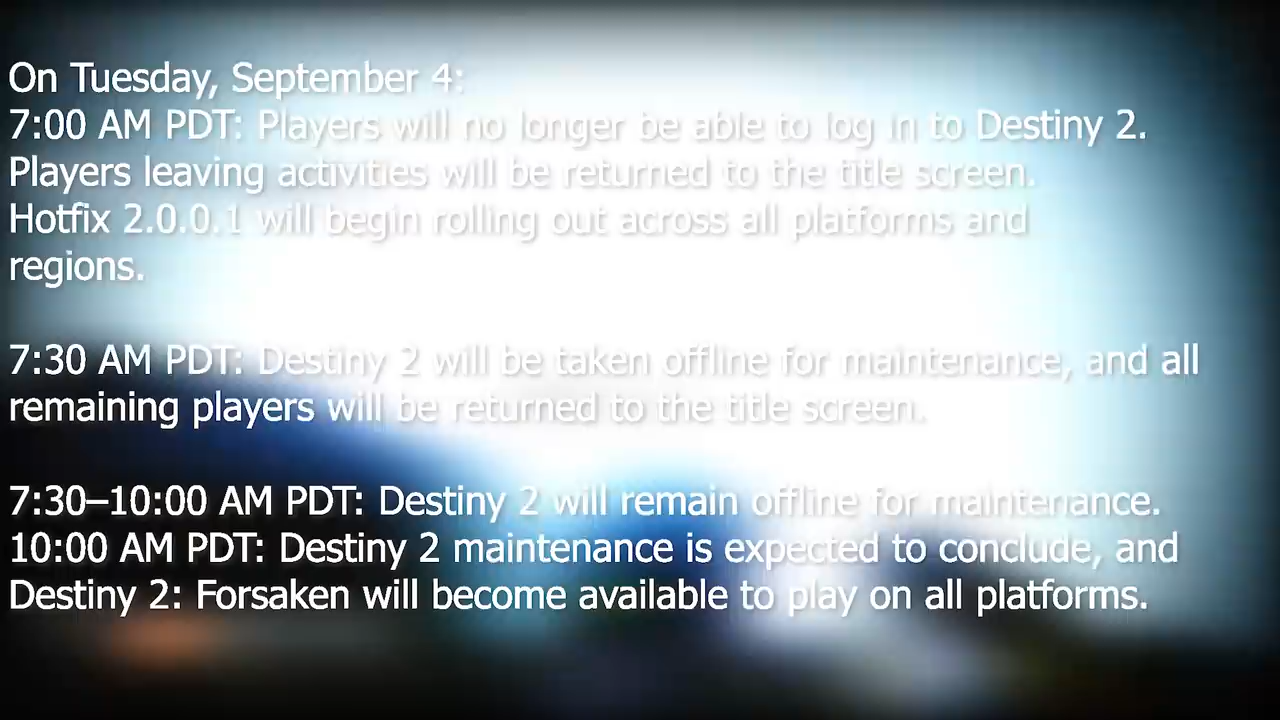 On Tuesday, September 4:
7:00 AM PDT: Players will no longer be able to log in to Destiny 2.
Players leaving activities will be returned to the title screen.
Hotfix 2.0.0.1 will begin rolling out across all platforms and
regions.
7:30 AM PDT: Destiny 2 will be taken offline for maintenance, and all
remaining players will be returned to the title screen.
7:30–10:00 AM PDT: Destiny 2 will remain offline for maintenance.
10:00 AM PDT: Destiny 2 maintenance is expected to conclude, and
Destiny 2: Forsaken will become available to play on all platforms.